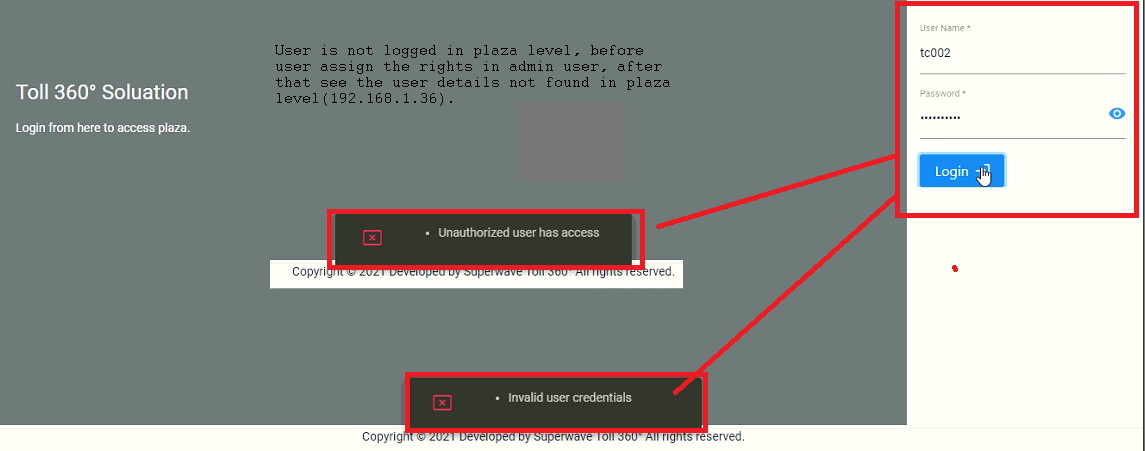 User is not logged in plaza level, before
user assign the rights in admin user, after
that see the user details not found in plaza
level(192.168.1.36).
Toll 360° Soluation
Login from here to access plaza.
User Name *
tc002
Password *
••••••••••
Login
• Unauthorized user has access
Copyright © 2021 Developed by Superwave Toll 360° All rights reserved.
• Invalid user credentials
Copyright © 2021 Developed by Superwave Toll 360° All rights reserved.